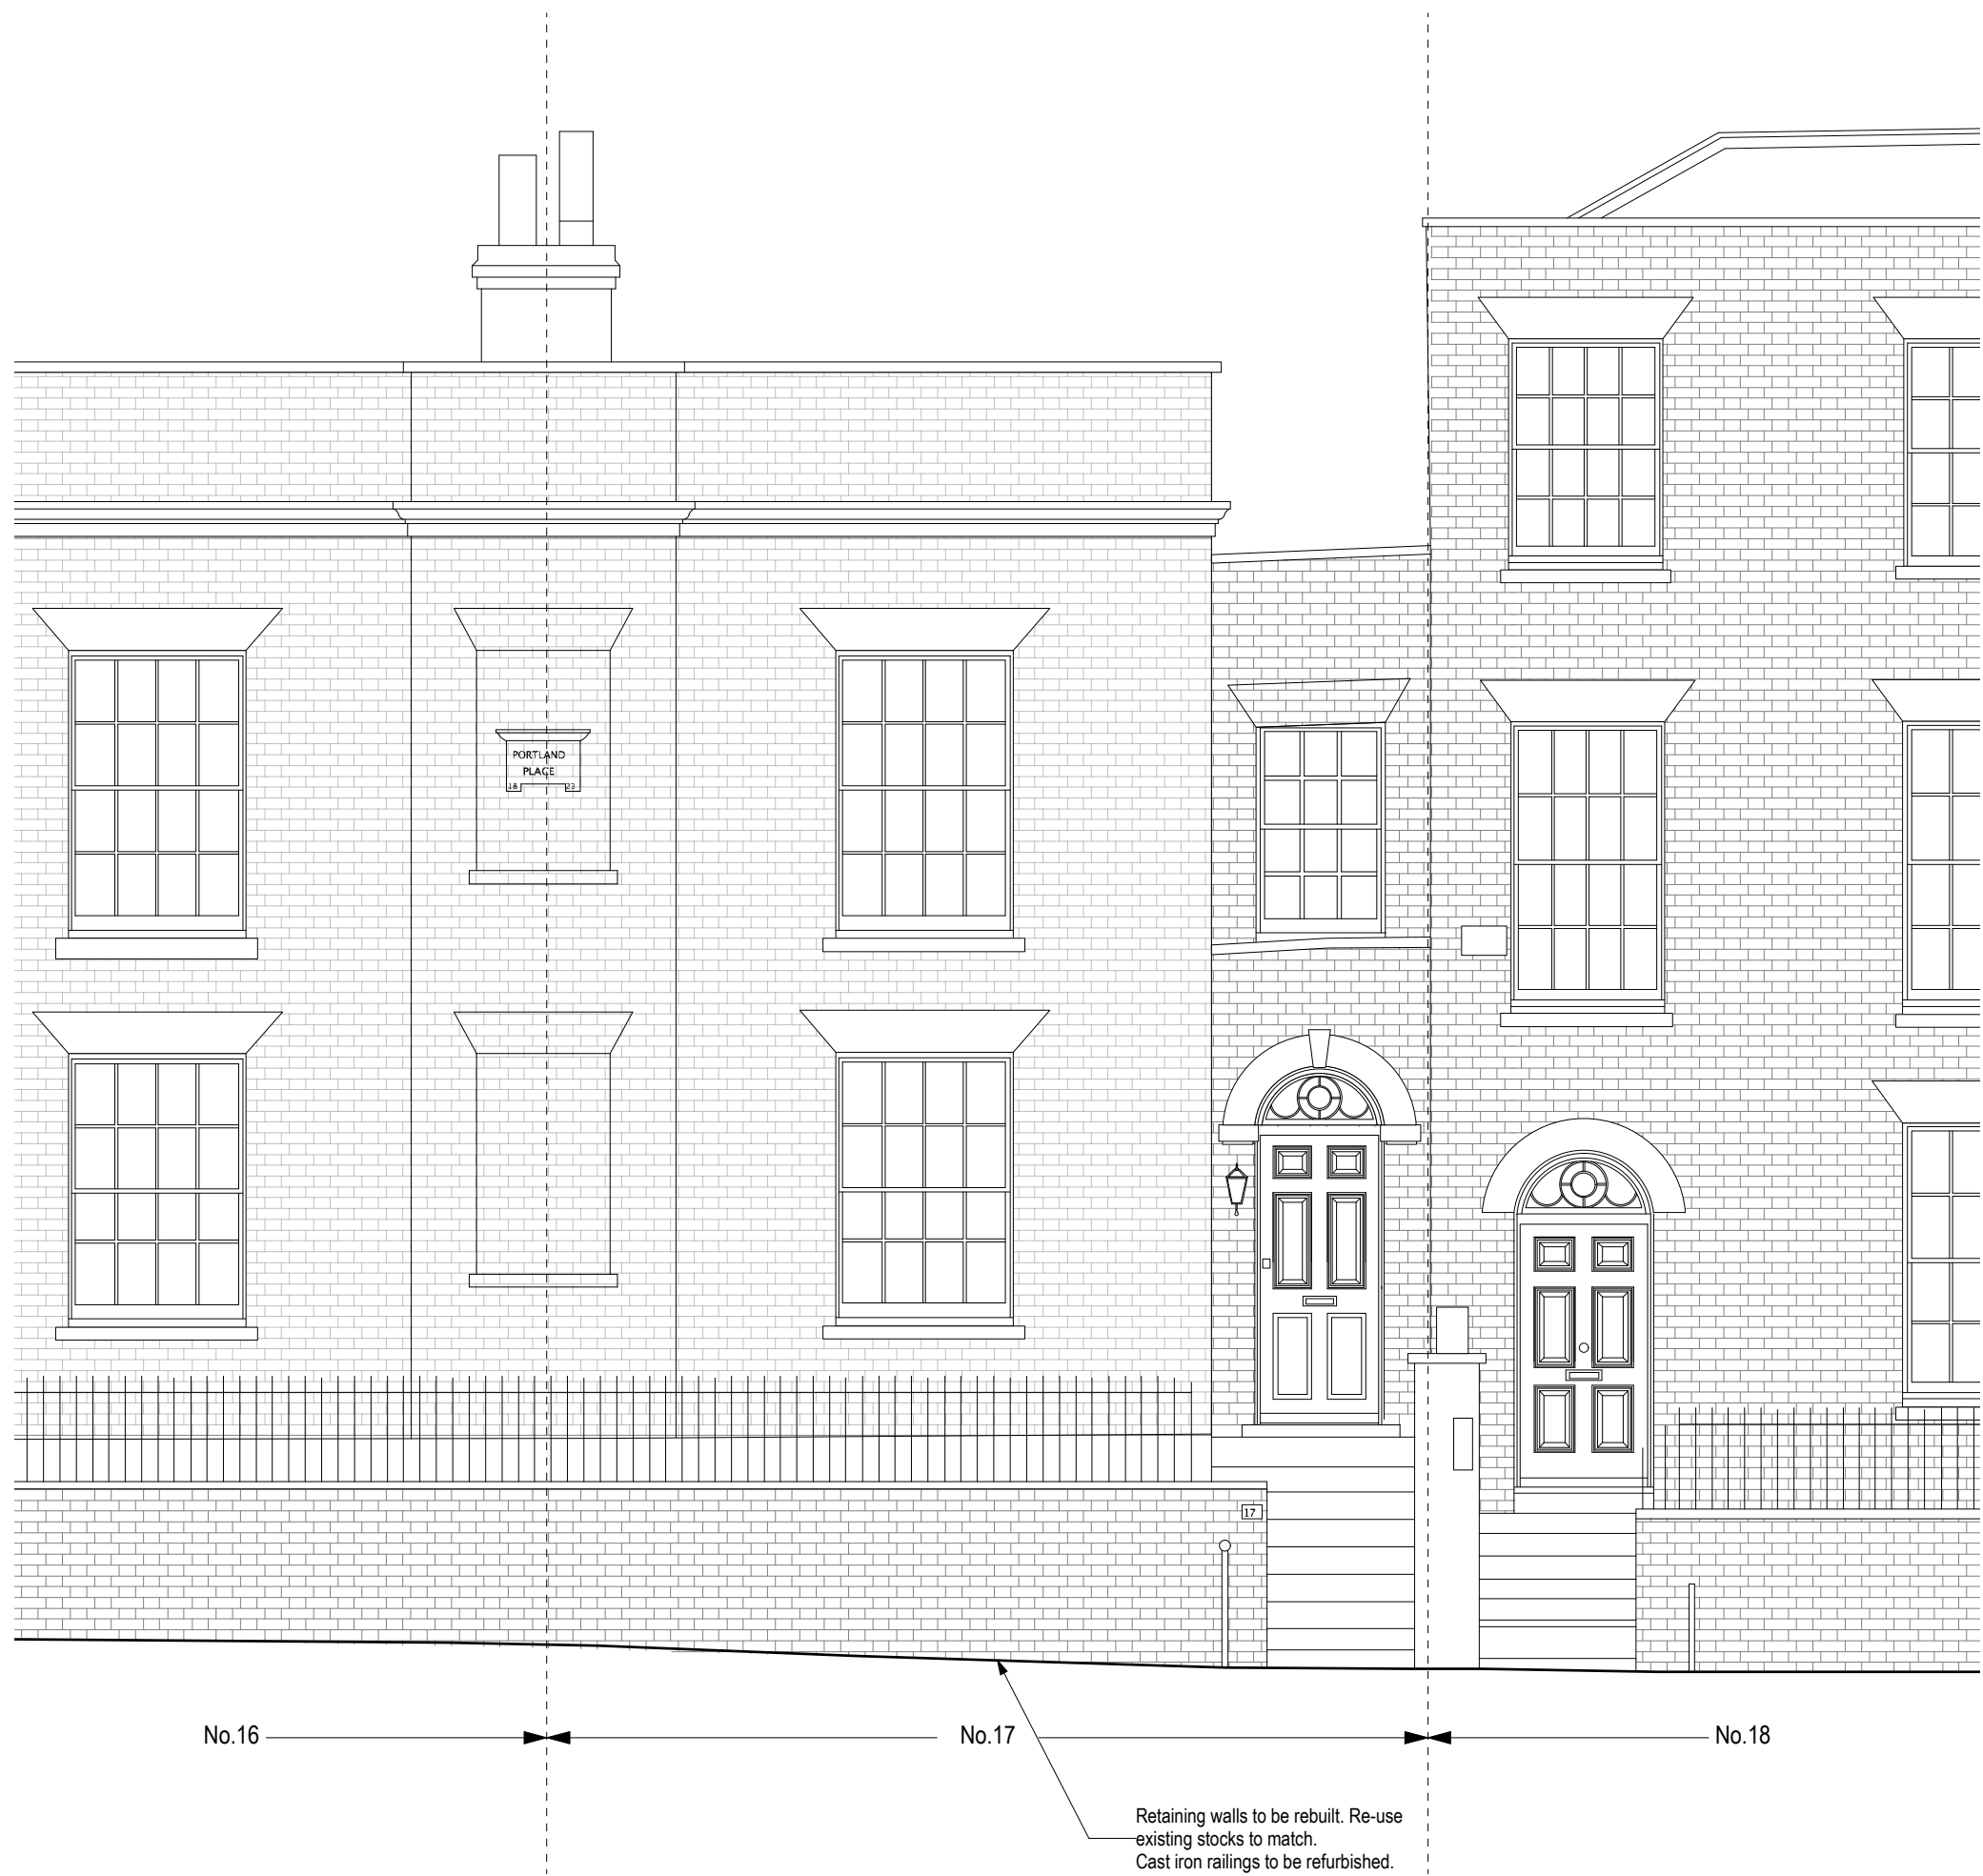 PORTLAND
PLACE
18 23
17
No.16
No.17
No.18
Retaining walls to be rebuilt. Re-use
existing stocks to match.
Cast iron railings to be refurbished.